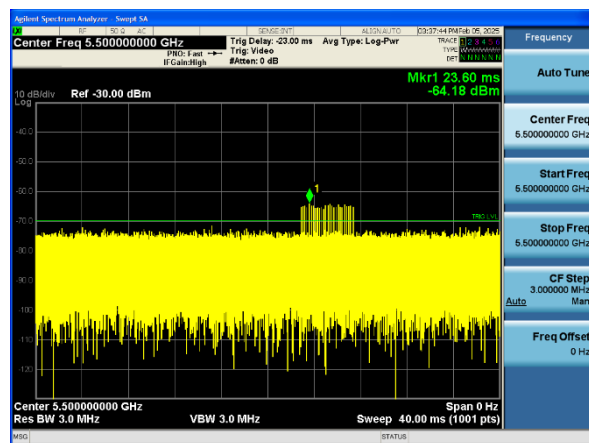 Agilent Spectrum Analyzer - Swept SA
RF 50 Ω AC SENSE:INT ALIGN AUTO 03:37:44 PM Feb 05, 2025
Center Freq 5.500000000 GHz
PNO: Fast
IFGain:High
Trig Delay:-23.00 ms
Trig: Video
#Atten: 0 dB
Avg Type: Log-Pwr
TRACE 1 2 3 4 5 6
TYPE
DET N N N N N N
Mkr1 23.60 ms
-64.18 dBm
10 dB/div Ref -30.00 dBm
Log
-40.0
-50.0
-60.0
-70.0
-80.0
-90.0
-100
-110
-120
1
TRIG LVL
Center 5.500000000 GHz Span 0 Hz
Res BW 3.0 MHz VBW 3.0 MHz Sweep 40.00 ms (1001 pts)
MSG STATUS
Frequency
Auto Tune
Center Freq
5.500000000 GHz
Start Freq
5.500000000 GHz
Stop Freq
5.500000000 GHz
CF Step
3.000000 MHz
Auto Man
Freq Offset
0 Hz